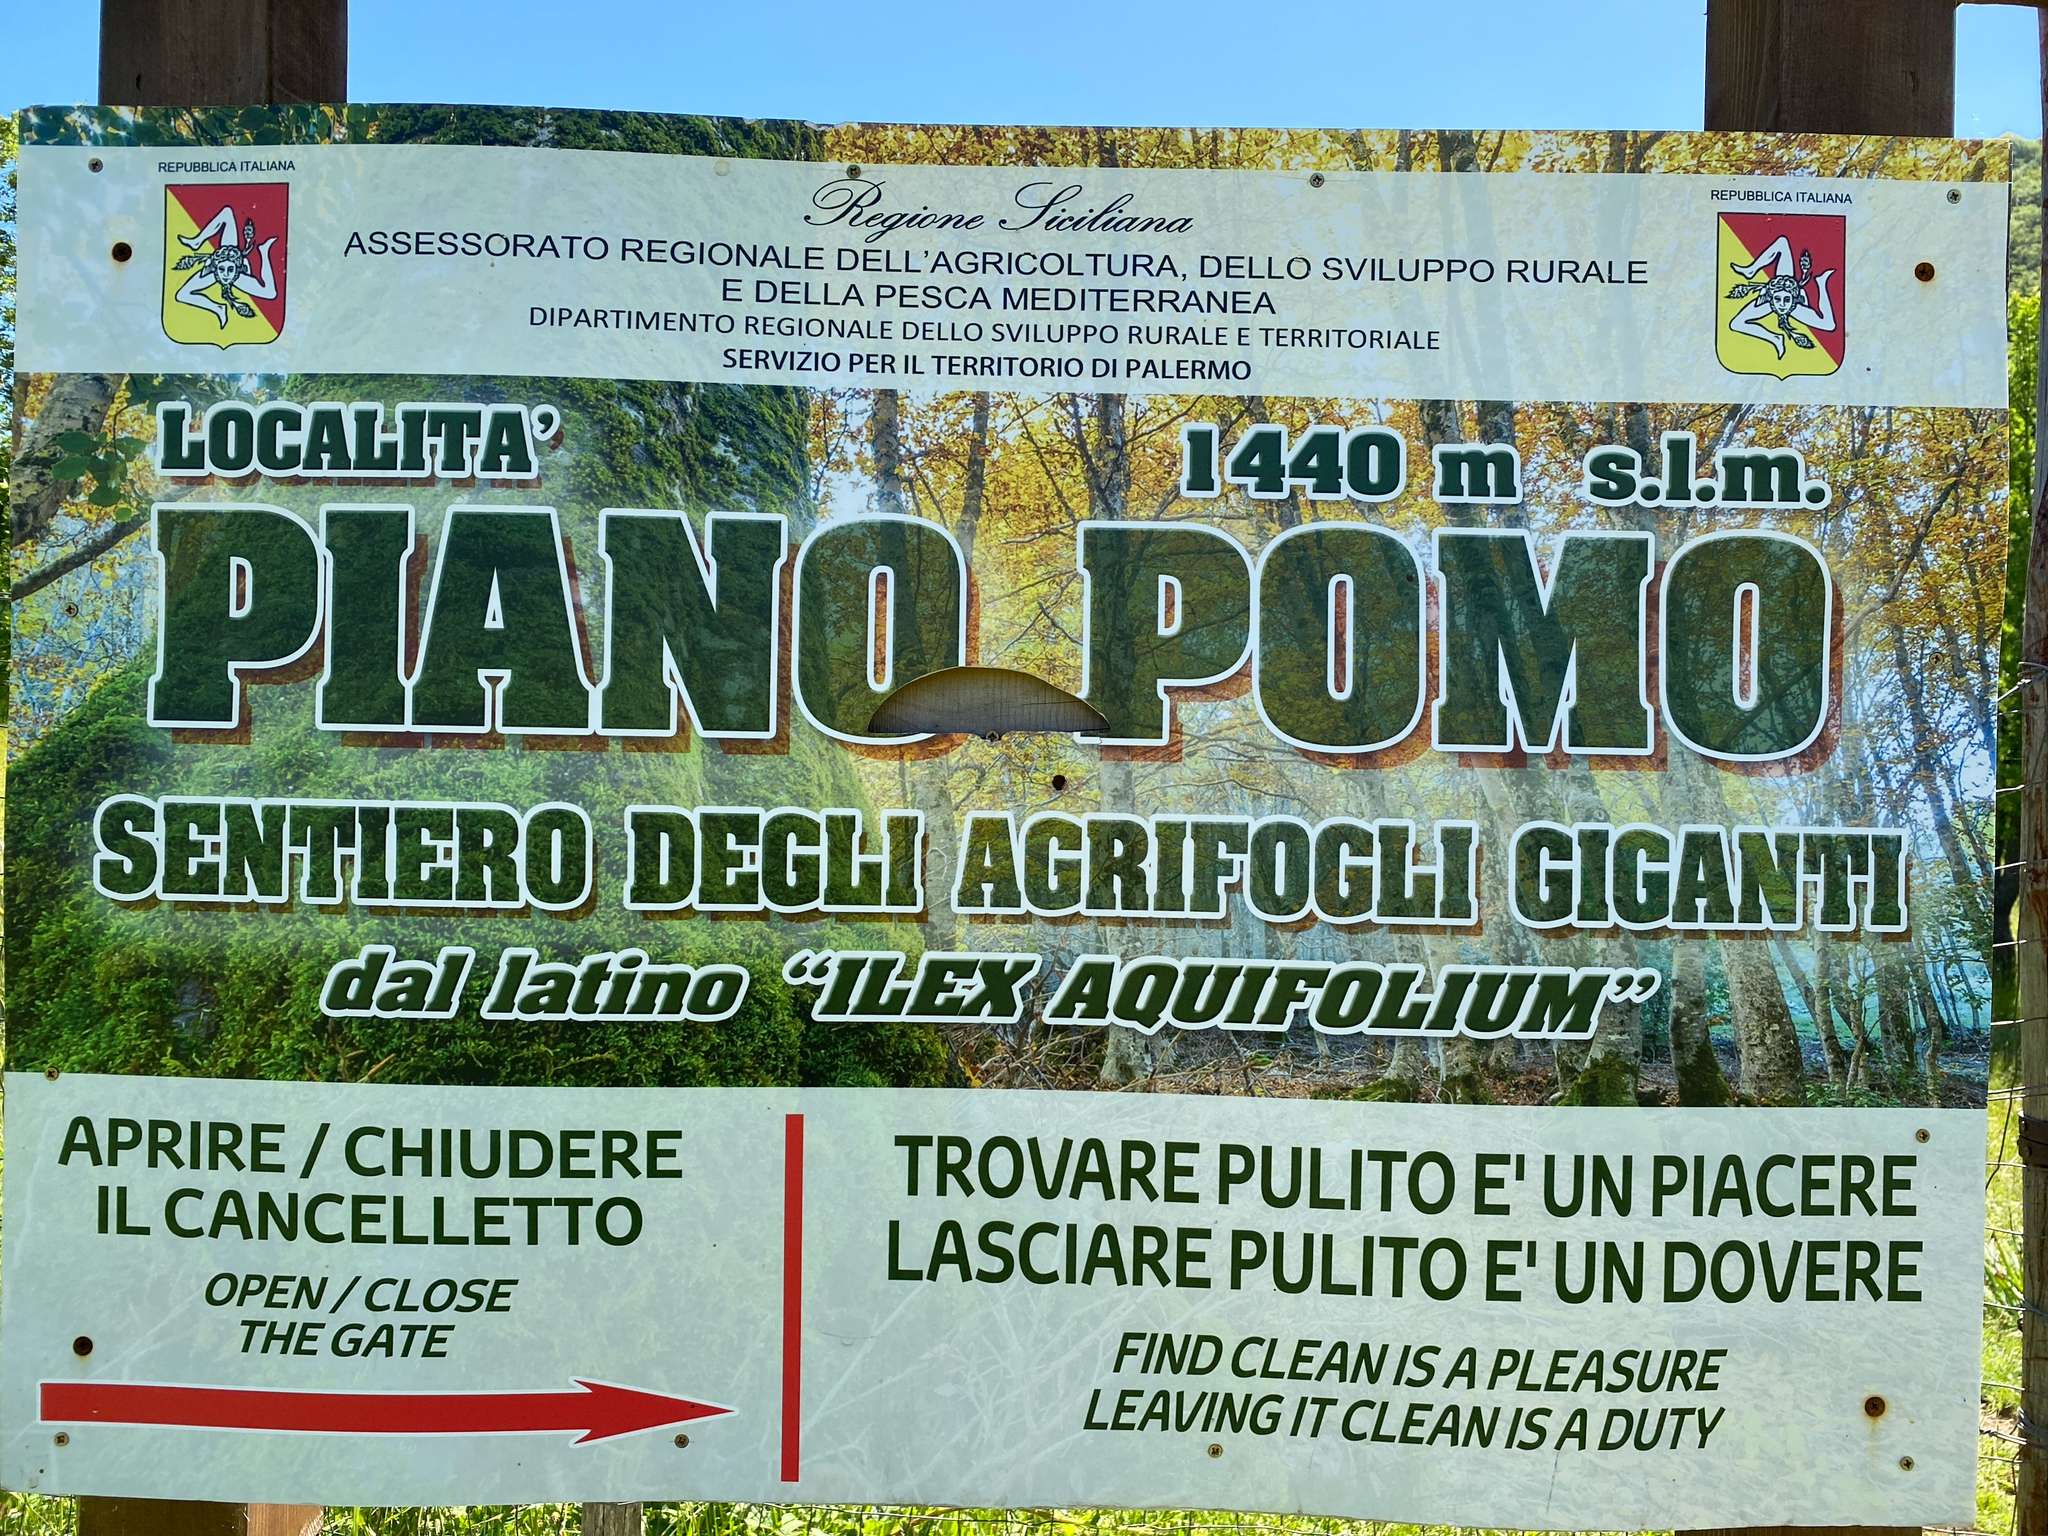 REPUBBLICA ITALIANA
Regione Siciliana
REPUBBLICA ITALIANA
ASSESSORATO REGIONALE DELL'AGRICOLTURA, DELLO SVILUPPO RURALE
E DELLA PESCA MEDITERRANEA
DIPARTIMENTO REGIONALE DELLO SVILUPPO RURALE E TERRITORIALE
SERVIZIO PER IL TERRITORIO DI PALERMO
LOCALITA'
1440 m s.l.m.
PIANO POMO
SENTIERO DEGLI AGRIFOGLI GIGANTI
dal latino “ILEX AQUIFOLIUM”
APRIRE / CHIUDERE
IL CANCELLETTO
OPEN / CLOSE
THE GATE
TROVARE PULITO E' UN PIACERE
LASCIARE PULITO E' UN DOVERE
FIND CLEAN IS A PLEASURE
LEAVING IT CLEAN IS A DUTY